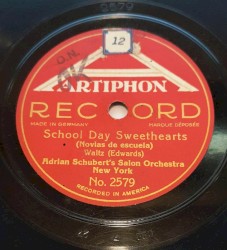 12
O.N.
OK
ARTIPHON
RECORD
MADE IN GERMANY MARQUE DÉPOSÉE
School Day Sweethearts
(Novias de escuela)
Waltz (Edwards)
Adrian Schubert's Salon Orchestra
New York
No. 2579
RECORDED IN AMERICA